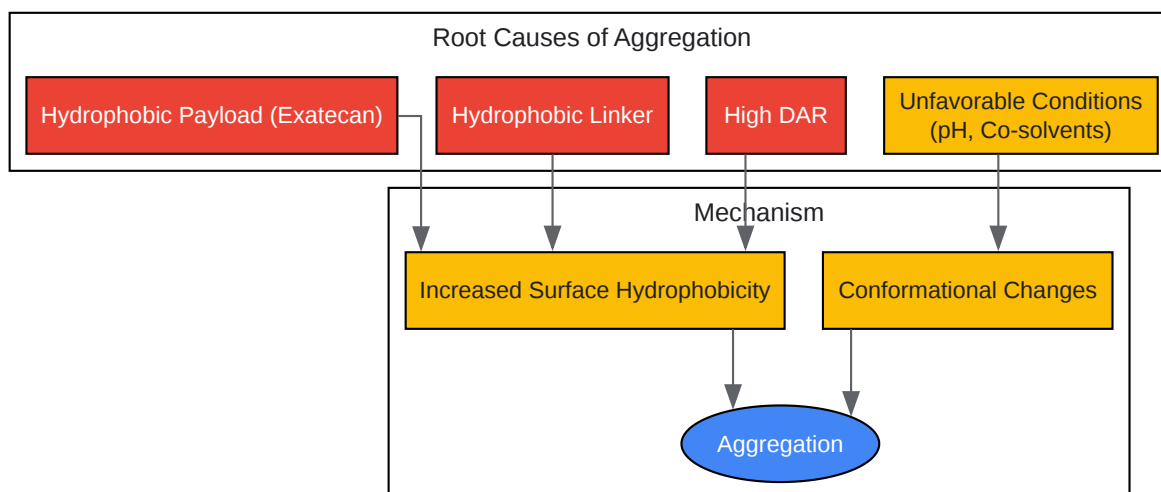 Root Causes of Aggregation
Hydrophobic Payload (Exatecan)
Hydrophobic Linker
High DAR
Unfavorable Conditions
(pH, Co-solvents)
Mechanism
Increased Surface Hydrophobicity
Conformational Changes
Aggregation